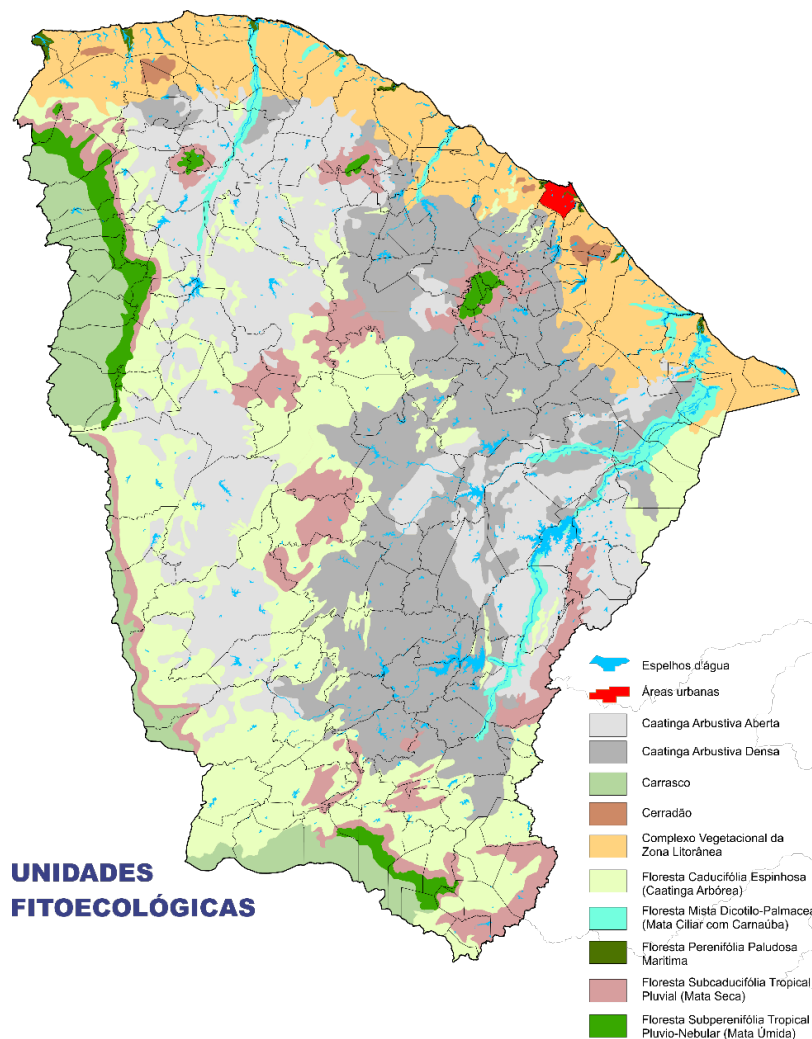 Espelhos d'água
Áreas urbanas
Caatinga Arbustiva Aberta
Caatinga Arbustiva Densa
Carrasco
Cerradão
Complexo Vegetacional da
Zona Litorânea
Floresta Caducifólia Espinhosa
(Caatinga Arbórea)
Floresta Mista Dicotilo-Palmacea
(Mata Ciliar com Carnaúba)
Floresta Perenifólia Paludosa
Marítima
Floresta Subcaducifólia Tropical
Pluvial (Mata Seca)
Floresta Subperenifólia Tropical
Pluvio-Nebular (Mata Úmida)
UNIDADES
FITOECOLÓGICAS